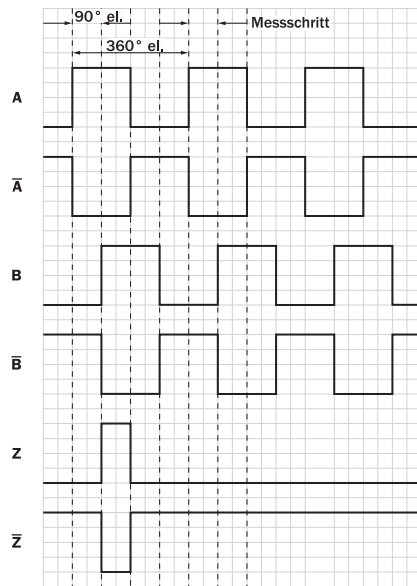 90° el.
Messschritt
360° el.
A
A̅
B
B̅
Z
Z̅